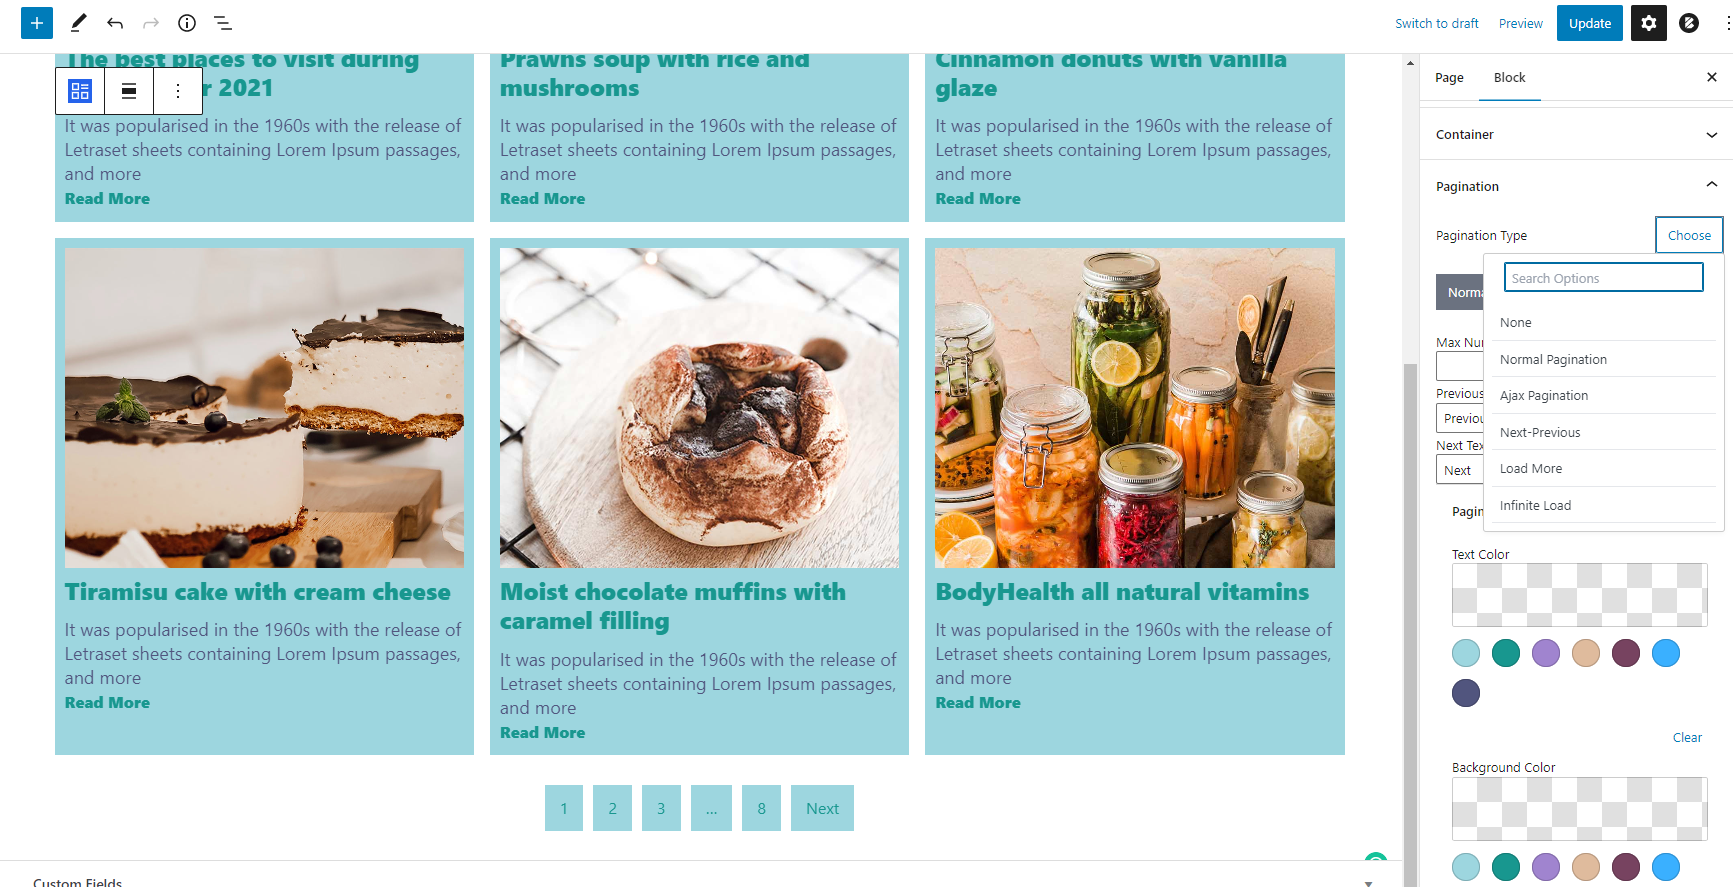 Switch to draft
Preview
Update
The best places to visit during
r 2021
It was popularised in the 1960s with the release of
Letraset sheets containing Lorem Ipsum passages,
and more
Read More
Prawns soup with rice and
mushrooms
It was popularised in the 1960s with the release of
Letraset sheets containing Lorem Ipsum passages,
and more
Read More
Cinnamon donuts with vanilla
glaze
It was popularised in the 1960s with the release of
Letraset sheets containing Lorem Ipsum passages,
and more
Read More
Tiramisu cake with cream cheese
It was popularised in the 1960s with the release of
Letraset sheets containing Lorem Ipsum passages,
and more
Read More
Moist chocolate muffins with
caramel filling
It was popularised in the 1960s with the release of
Letraset sheets containing Lorem Ipsum passages,
and more
Read More
BodyHealth all natural vitamins
It was popularised in the 1960s with the release of
Letraset sheets containing Lorem Ipsum passages,
and more
Read More
1 2 3 ... 8 Next
Custom Fields
Page Block
Container
Pagination
Pagination Type Choose
Search Options
None
Normal Pagination
Ajax Pagination
Next-Previous
Load More
Infinite Load
Norma
Max Nu
Previous
Previou
Next Tex
Next
Pagin
Text Color
Clear
Background Color